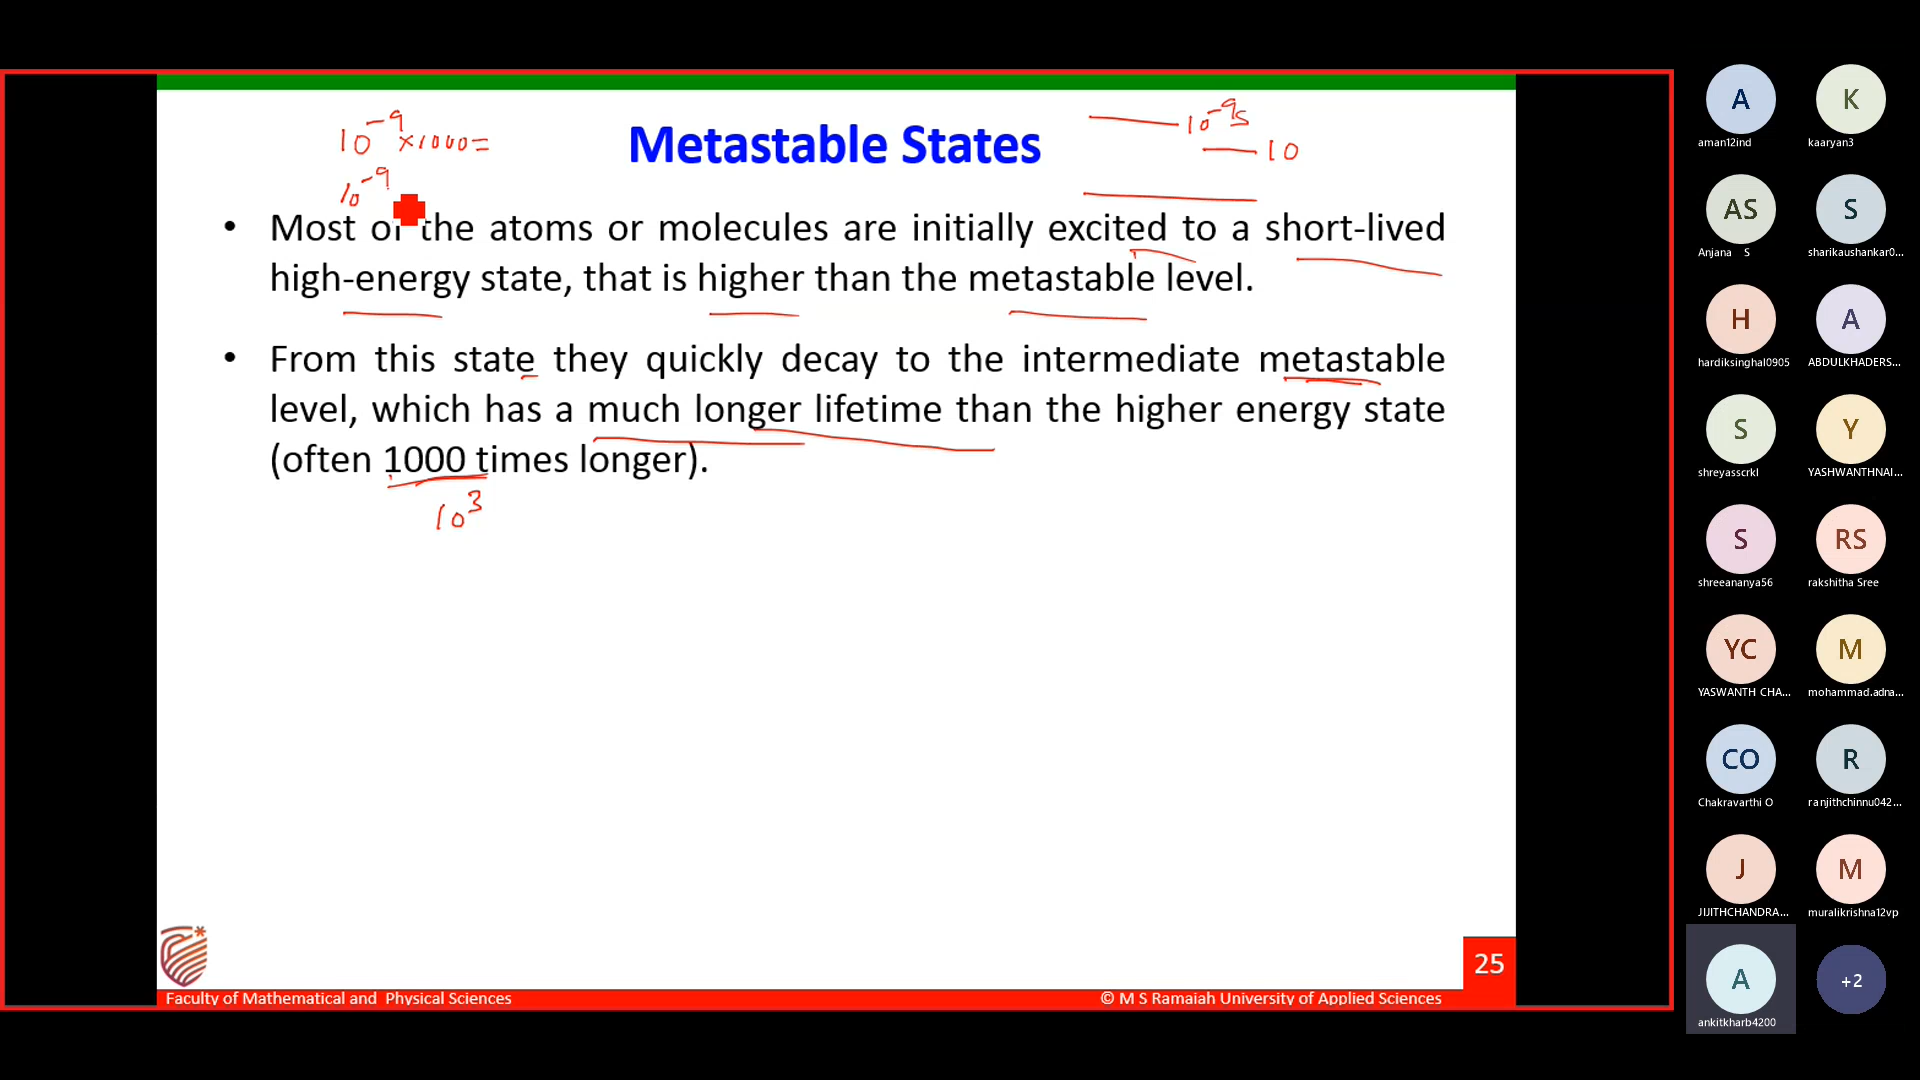 10⁻⁹ ×1000=
10⁻⁹
10⁻⁹s
10
Metastable States
• Most of the atoms or molecules are initially excited to a short-lived
high-energy state, that is higher than the metastable level.
• From this state they quickly decay to the intermediate metastable
level, which has a much longer lifetime than the higher energy state
(often 1000 times longer).
10³
25
Faculty of Mathematical and Physical Sciences
© M S Ramaiah University of Applied Sciences
A
aman12ind
K
kaaryan3
AS
Anjana S
S
sharikaushankar0...
H
hardiksinghal0905
A
ABDULKHADERS...
S
shreyasscrkl
Y
YASHWANTHNAI...
S
shreeananya56
RS
rakshitha Sree
YC
YASWANTH CHA...
M
mohammad.adna...
CO
Chakravarthi O
R
ranjithchinnu042...
J
JIJITHCHANDRA...
M
muralikrishna12vp
A
ankitkharb4200
+2